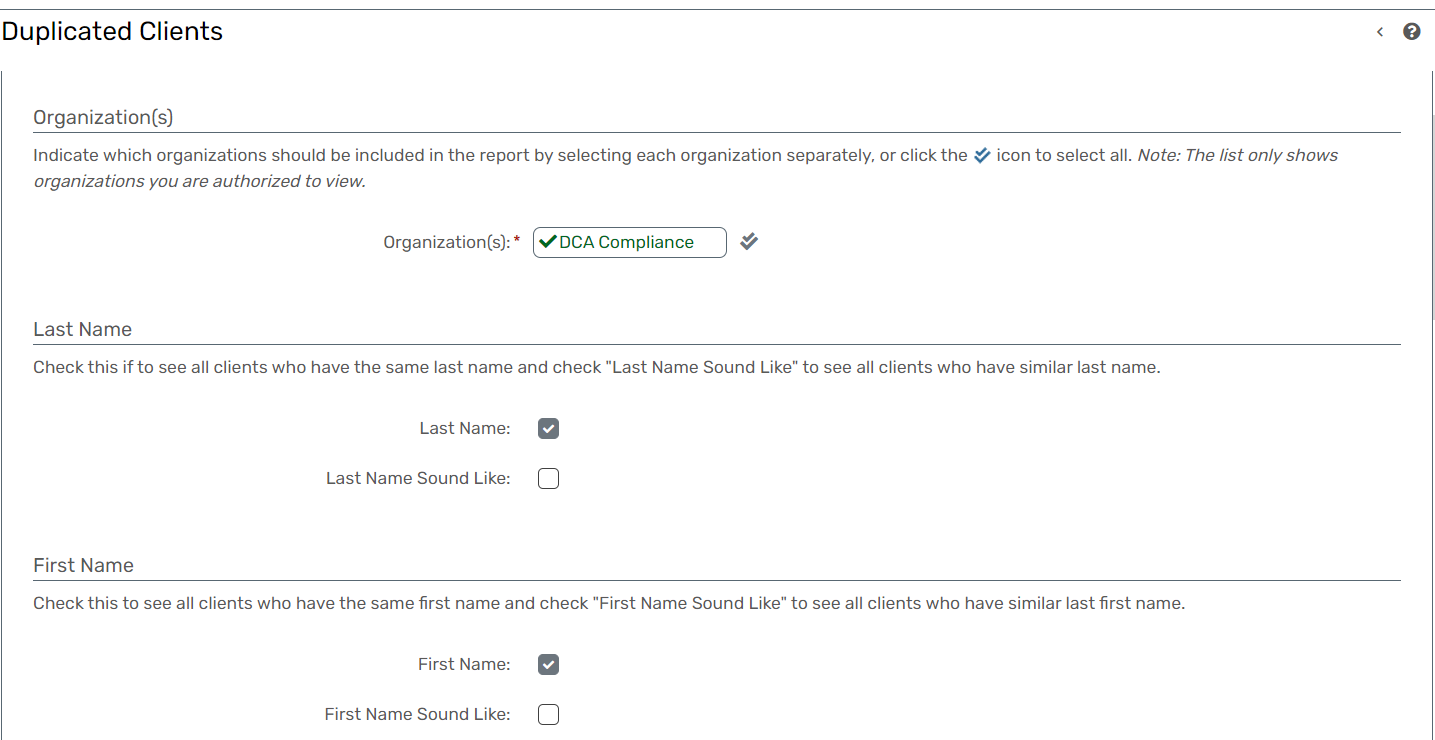 Duplicated Clients
Organization(s)
Indicate which organizations should be included in the report by selecting each organization separately, or click the icon to select all. Note: The list only shows
organizations you are authorized to view.
Organization(s): * DCA Compliance
Last Name
Check this if to see all clients who have the same last name and check "Last Name Sound Like" to see all clients who have similar last name.
Last Name:
Last Name Sound Like:
First Name
Check this to see all clients who have the same first name and check "First Name Sound Like" to see all clients who have similar last first name.
First Name:
First Name Sound Like: